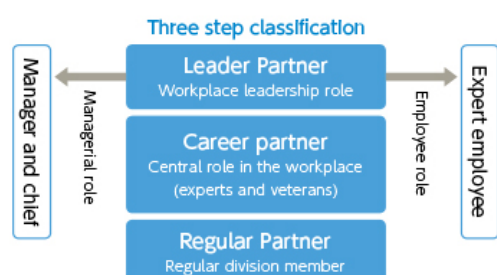 Three step classification
Leader Partner
Workplace leadership role
Manager and chief
Managerial role
Employee role
Expert employee
Career partner
Central role in the workplace
(experts and veterans)
Regular Partner
Regular division member